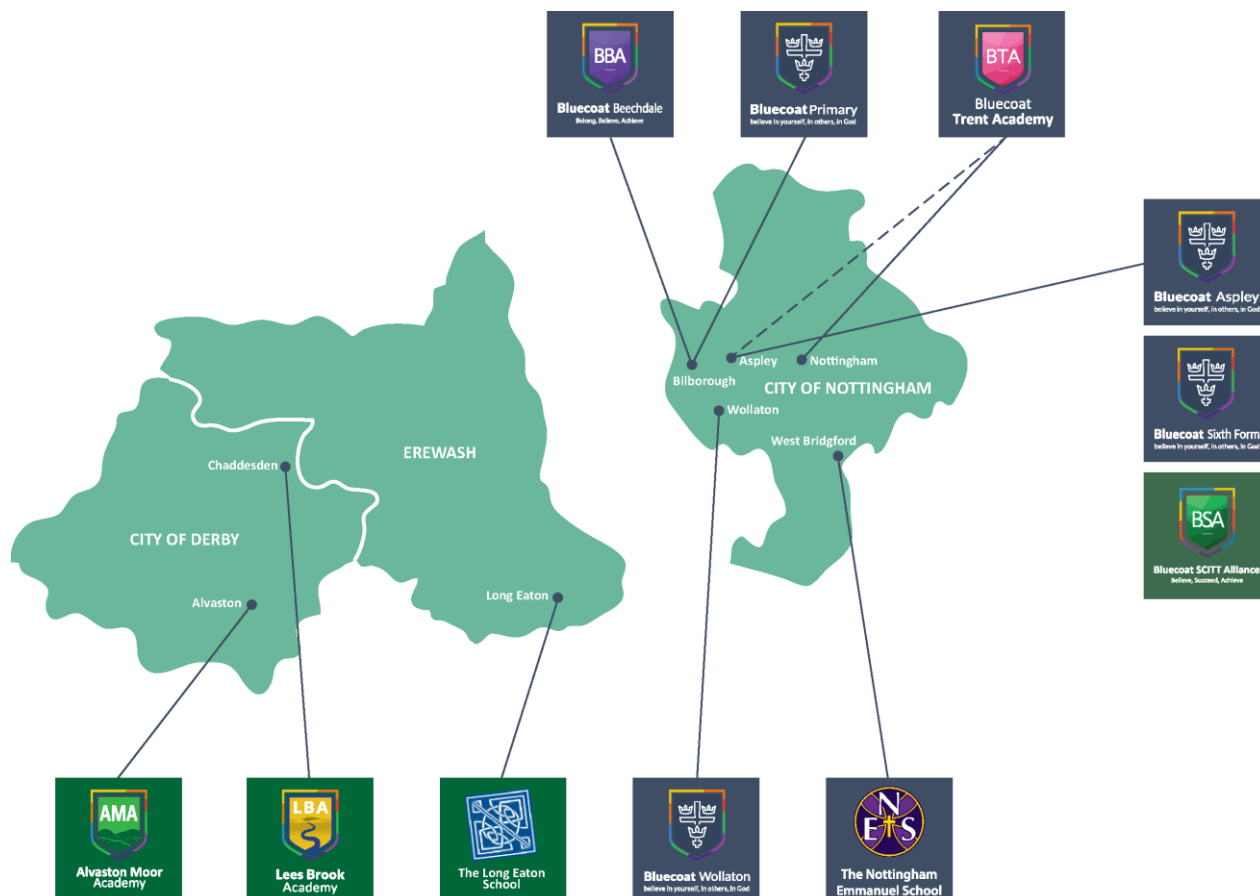 BBA
Bluecoat Beechdale
Belong, Believe, Achieve
Bluecoat Primary
believe in yourself, in others, in God
BTA
Bluecoat
Trent Academy
Bluecoat Aspley
believe in yourself, in others, in God
Aspley
Nottingham
Bilborough
CITY OF NOTTINGHAM
Wollaton
Bluecoat Sixth Form
believe in yourself, in others, in God
West Bridgford
EREWASH
Chaddesden
BSA
Bluecoat SCITT Alliance
Believe, Succeed, Achieve
CITY OF DERBY
Alvaston
Long Eaton
AMA
Alvaston Moor
Academy
LBA
Lees Brook
Academy
The Long Eaton
School
Bluecoat Wollaton
believe in yourself, in others, in God
N
E S
The Nottingham
Emmanuel School